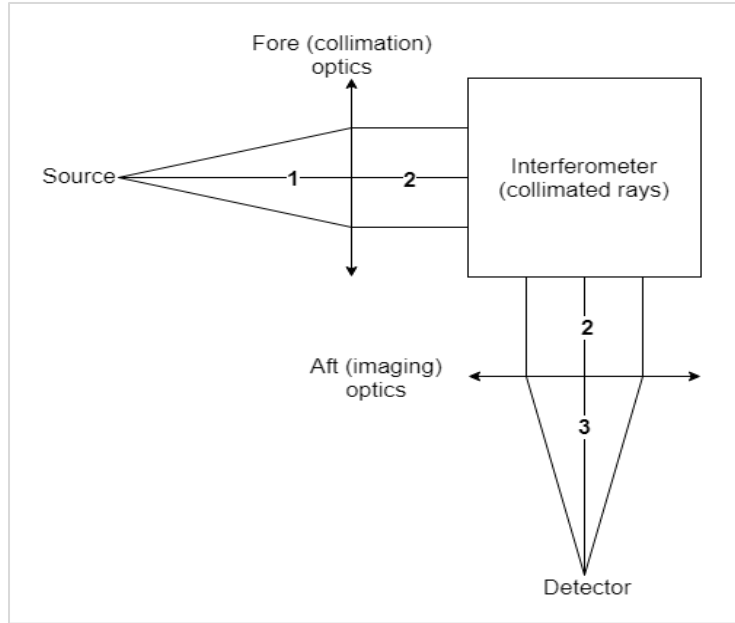 Fore (collimation)
optics
Source
1
2
Interferometer
(collimated rays)
2
Aft (imaging)
optics
3
Detector